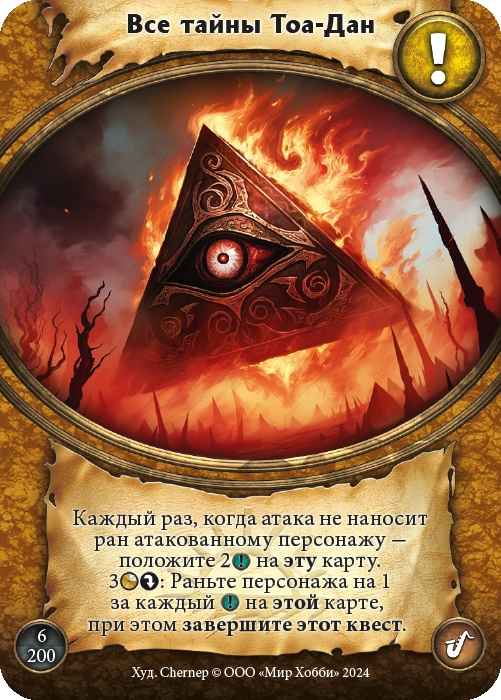 Все тайны Тоа-Дан
!
Каждый раз, когда атака не наносит
ран атакованному персонажу —
положите 2! на эту карту.
3: Раньте персонажа на 1
за каждый ! на этой карте,
при этом завершите этот квест.
6
200
Худ. Chernep © ООО «Мир Хобби» 2024